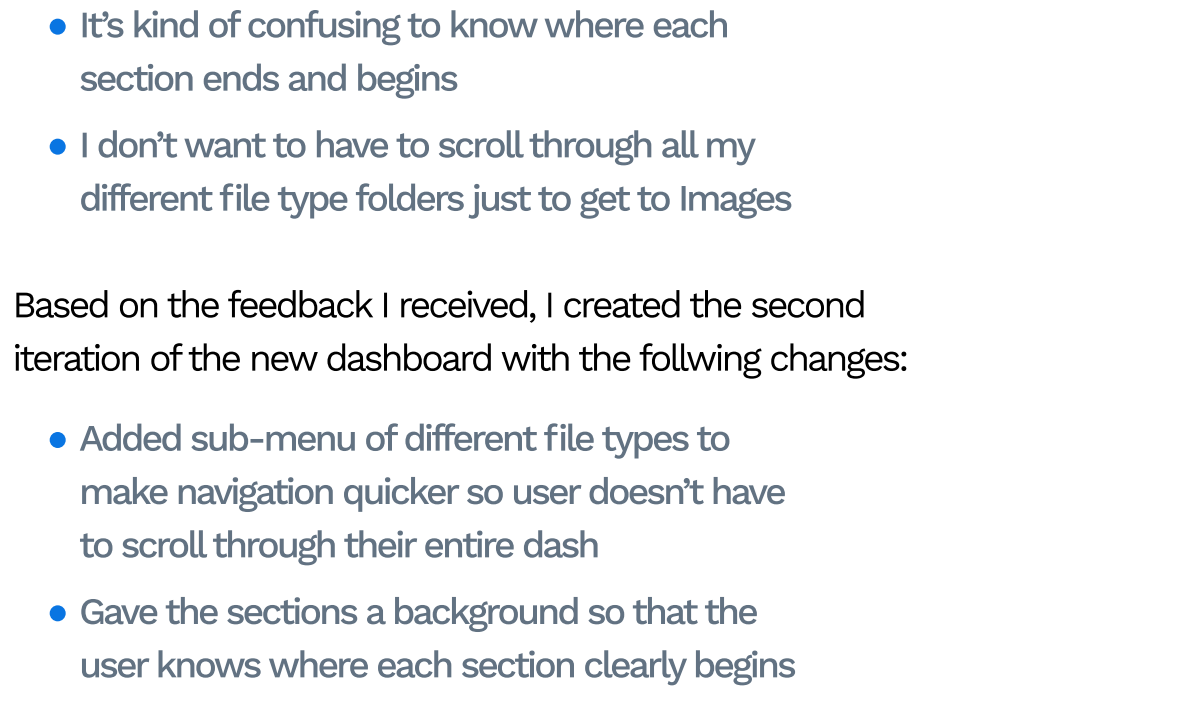 It’s kind of confusing to know where each
section ends and begins
I don’t want to have to scroll through all my
different file type folders just to get to Images
Based on the feedback I received, I created the second
iteration of the new dashboard with the follwing changes:
Added sub-menu of different file types to
make navigation quicker so user doesn’t have
to scroll through their entire dash
Gave the sections a background so that the
user knows where each section clearly begins